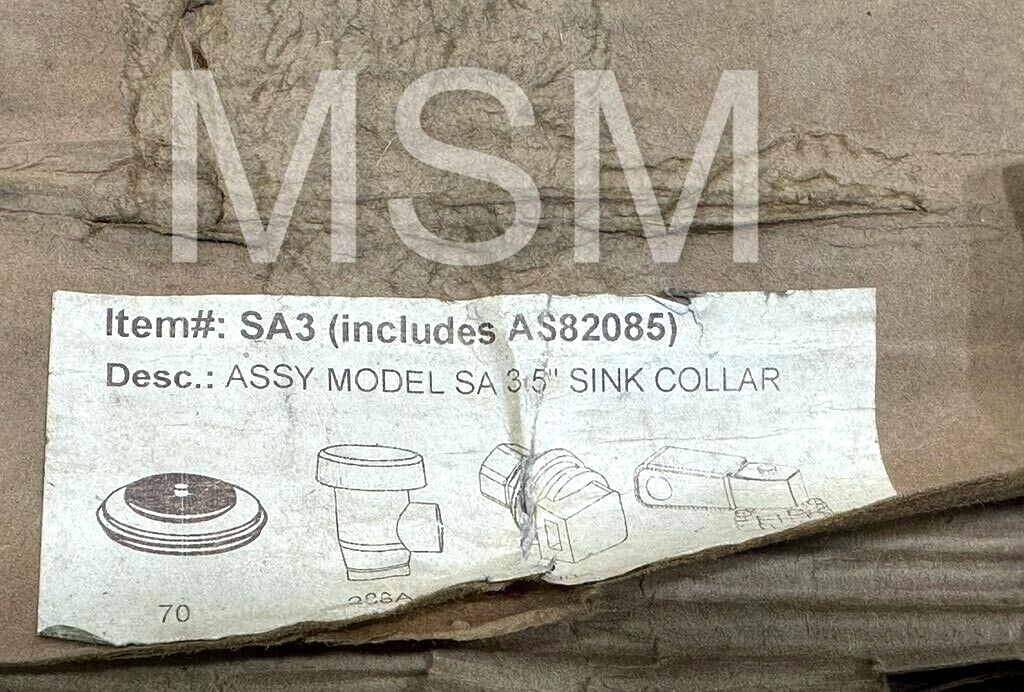 MSM
Item#: SA3 (includes AS82085)
Desc.: ASSY MODEL SA 3.5" SINK COLLAR
70